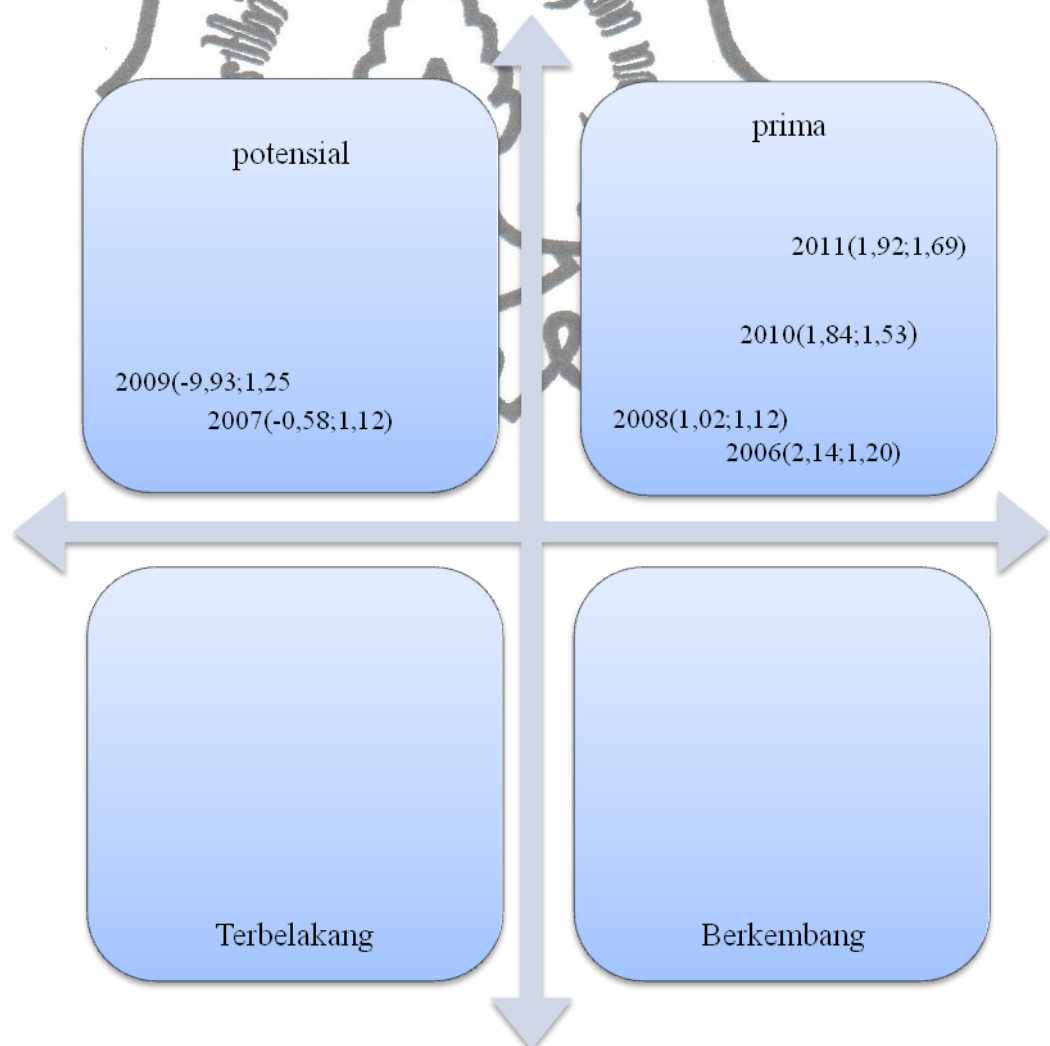 potensial
2009(-9,93;1,25
2007(-0,58;1,12)
prima
2011(1,92;1,69)
2010(1,84;1,53)
2008(1,02;1,12)
2006(2,14;1,20)
Terbelakang
Berkembang